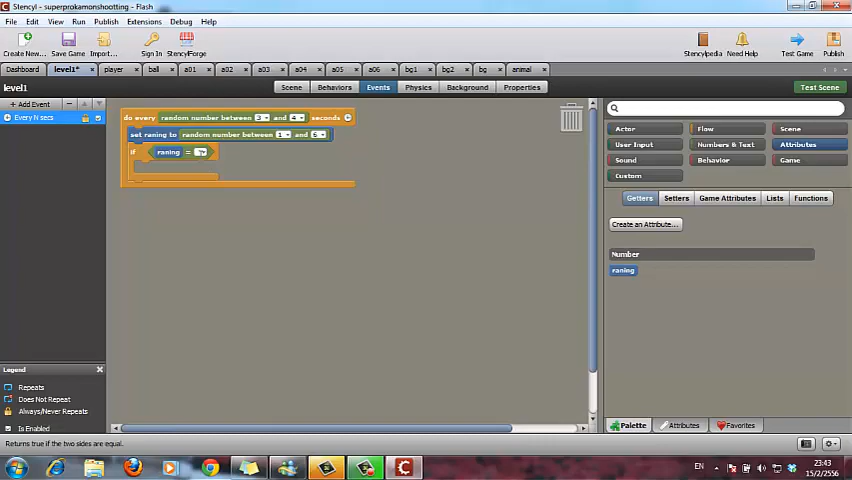 Stencyl - superprokamonshootting - Flash
File Edit View Run Publish Extensions Debug Help
Create New... Save Game Import... Sign In StencylForge Stencylpedia Need Help Test Game Publish
Dashboard level1* player ball a01 a02 a03 a04 a05 a06 bg1 bg2 bg animal
level1 Scene Behaviors Events Physics Background Properties Test Scene
+ Add Event
Every N secs
do every random number between 3 and 4 seconds
set raning to random number between 1 and 6
if raning =
Actor Flow Scene
User Input Numbers & Text Attributes
Sound Behavior Game
Custom
Getters Setters Game Attributes Lists Functions
Create an Attribute...
Number
raning
Legend
Repeats
Does Not Repeat
Always/Never Repeats
Is Enabled
Palette Attributes Favorites
Returns true if the two sides are equal.
EN 23:43
15/2/2556